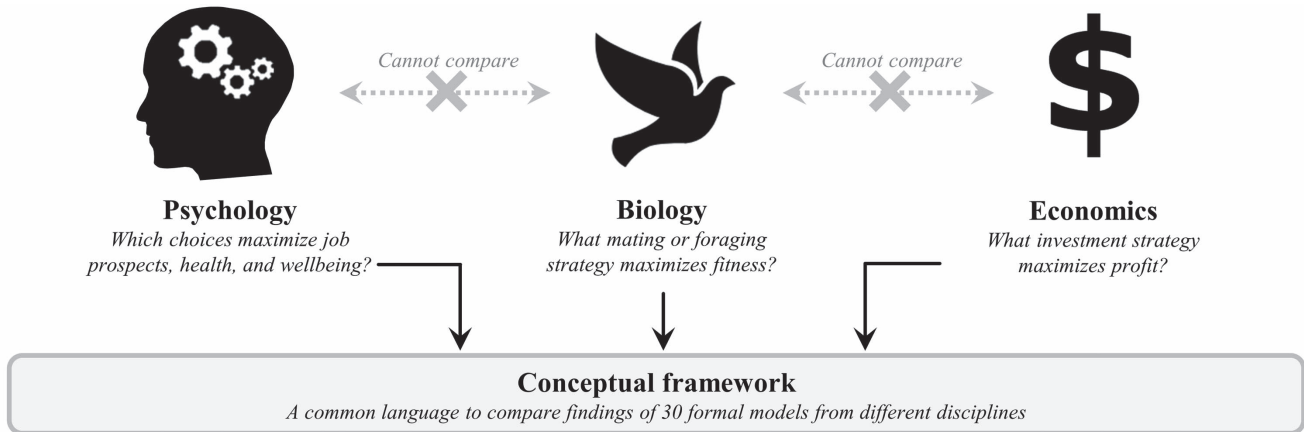 Cannot compare
Cannot compare
$
Psychology
Which choices maximize job
prospects, health, and wellbeing?
Biology
What mating or foraging
strategy maximizes fitness?
Economics
What investment strategy
maximizes profit?
Conceptual framework
A common language to compare findings of 30 formal models from different disciplines